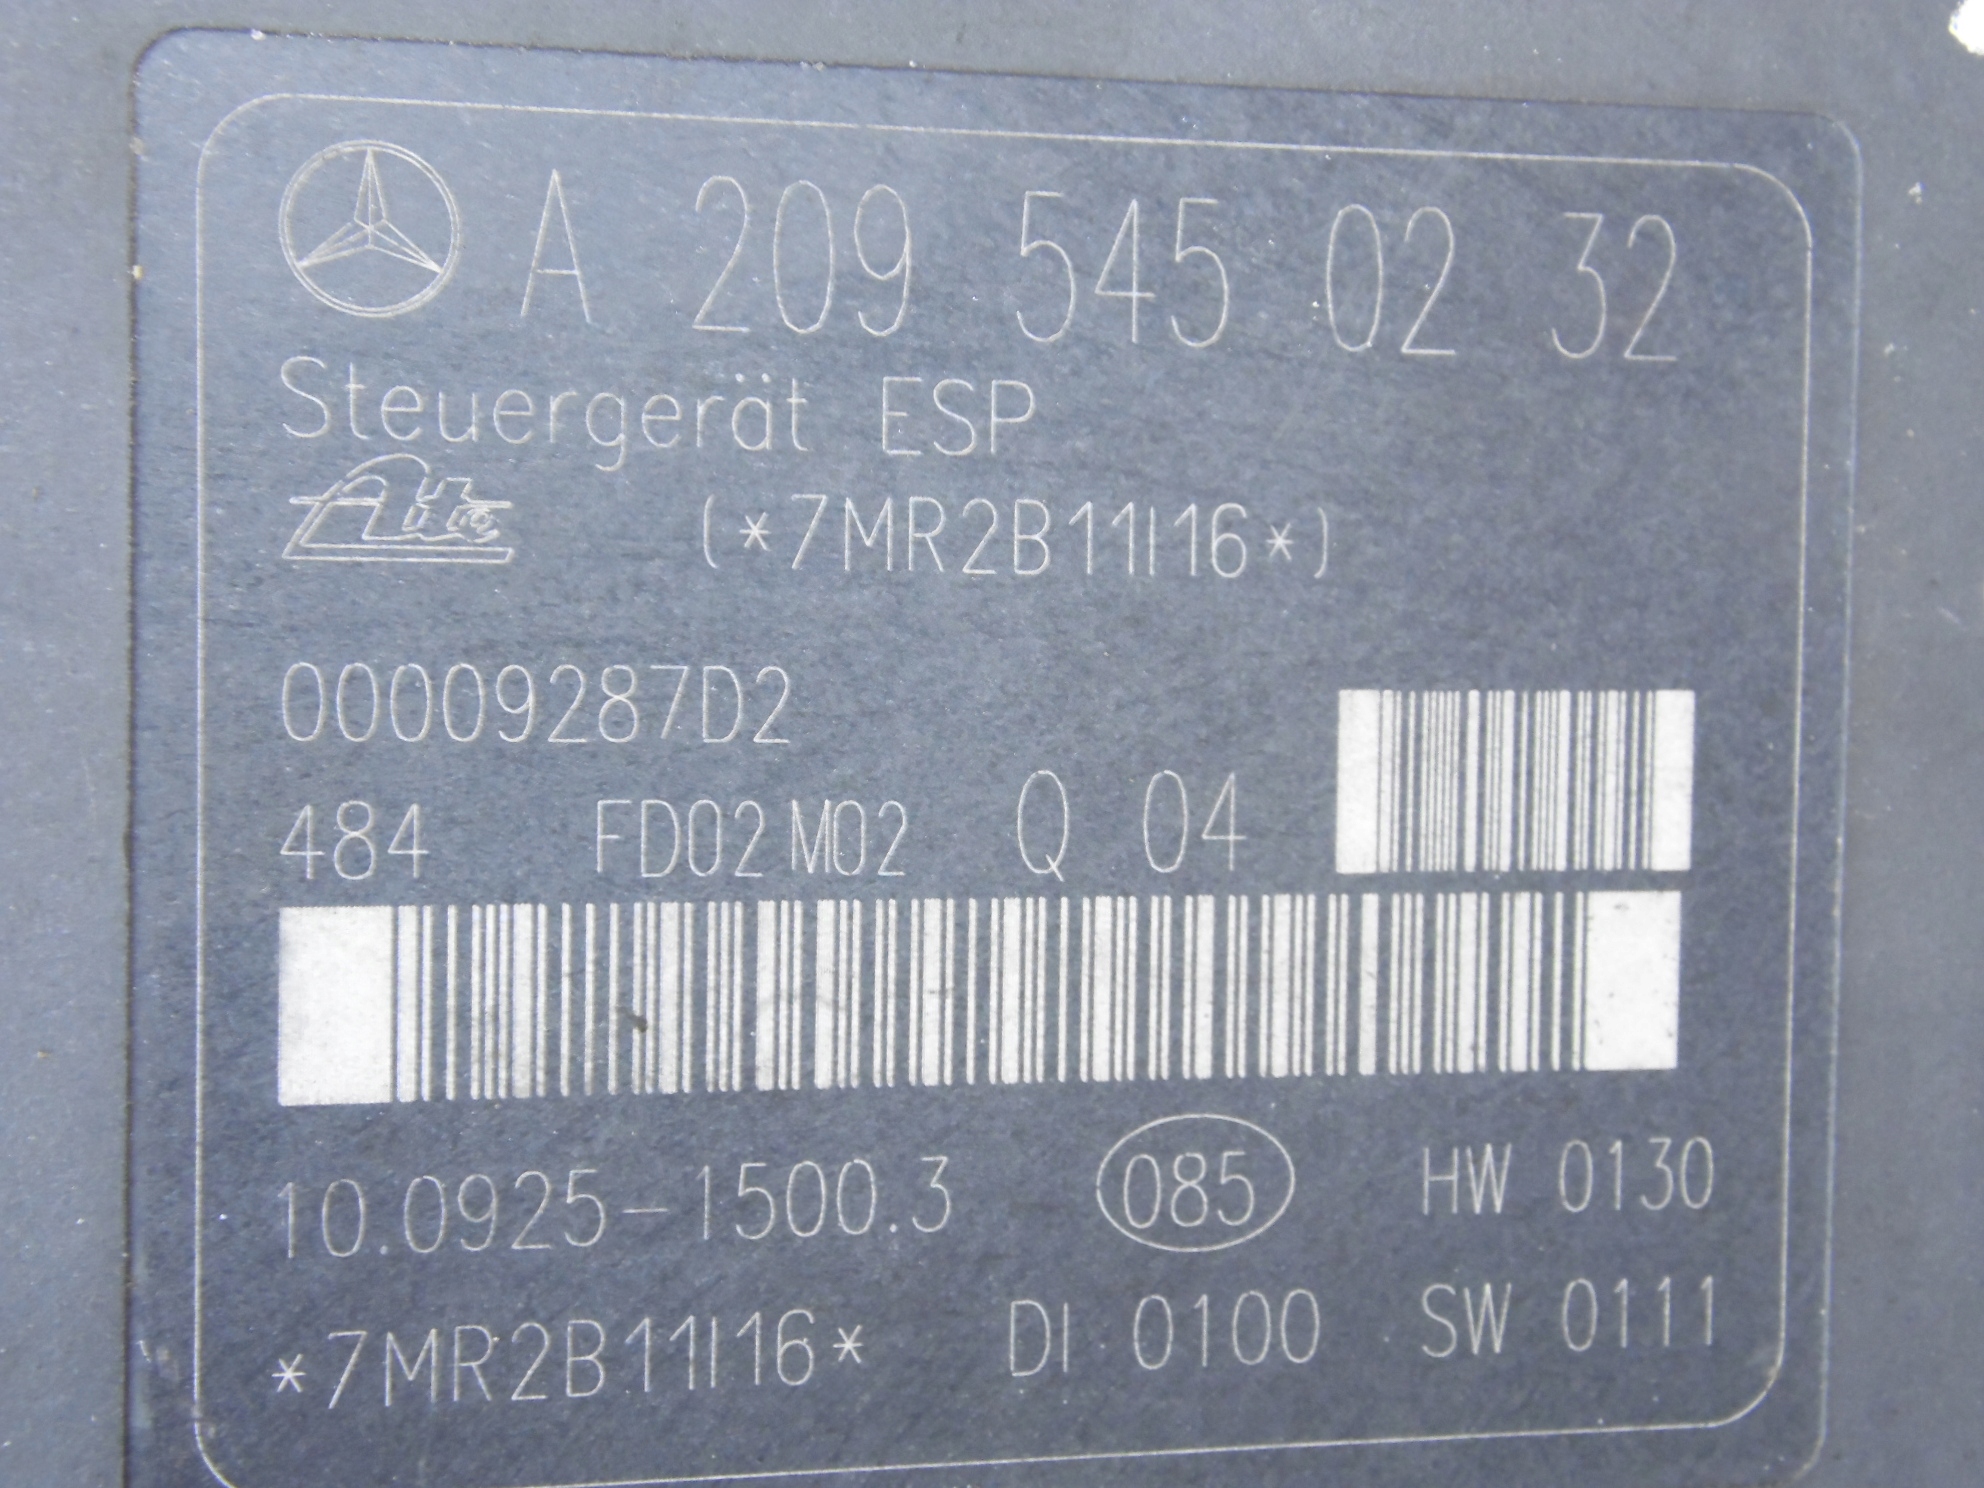 A 209 545 02 32
Steuergerät ESP
Ate (*7MR2B11I16*)
00009287D2
484 FD02 M02 Q 04
10.0925-1500.3 085 HW 0130
*7MR2B11I16* DI 0100 SW 0111